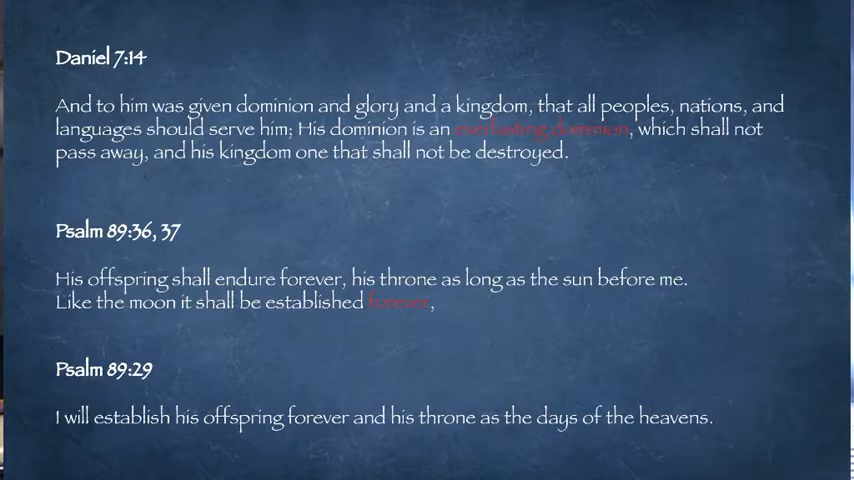 Daniel 7:14
And to him was given dominion and glory and a kingdom, that all peoples, nations, and
languages should serve him; His dominion is an everlasting dominion, which shall not
pass away, and his kingdom one that shall not be destroyed.
Psalm 89:36, 37
His offspring shall endure forever, his throne as long as the sun before me.
Like the moon it shall be established forever,
Psalm 89:29
I will establish his offspring forever and his throne as the days of the heavens.